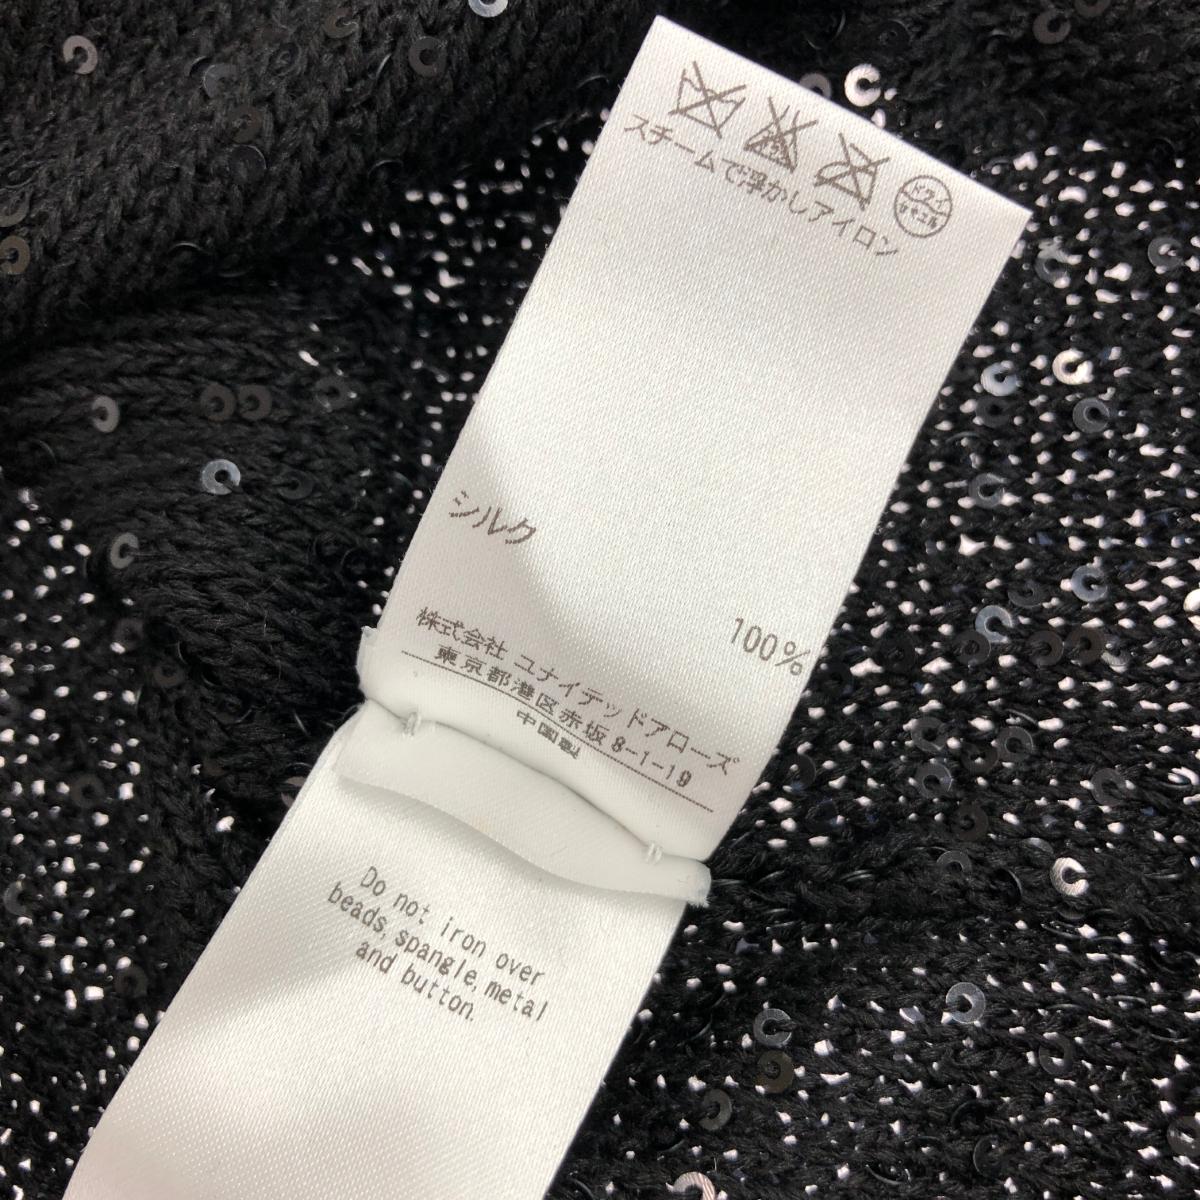 ドライ
セキユ系
スチームで浮かしアイロン
シルク
100%
株式会社 ユナイテッドアローズ
東京都港区赤坂8-1-19
中国製
Do not iron over
beads, spangle, metal
and button.